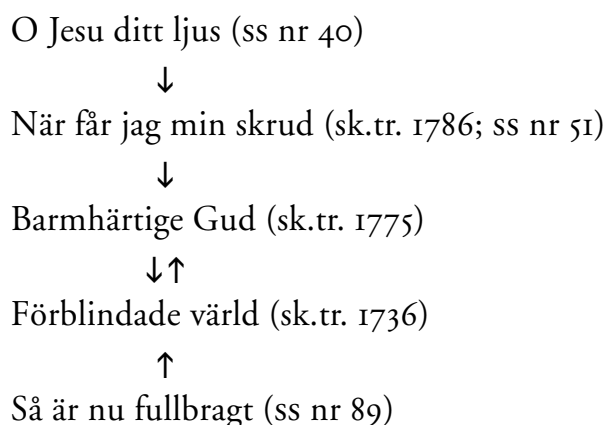 O Jesu ditt ljus (ss nr 40)
↓
När får jag min skrud (sk.tr. 1786; ss nr 51)
↓
Barmhärtige Gud (sk.tr. 1775)
↓↑
Förblindade värld (sk.tr. 1736)
↑
Så är nu fullbragt (ss nr 89)